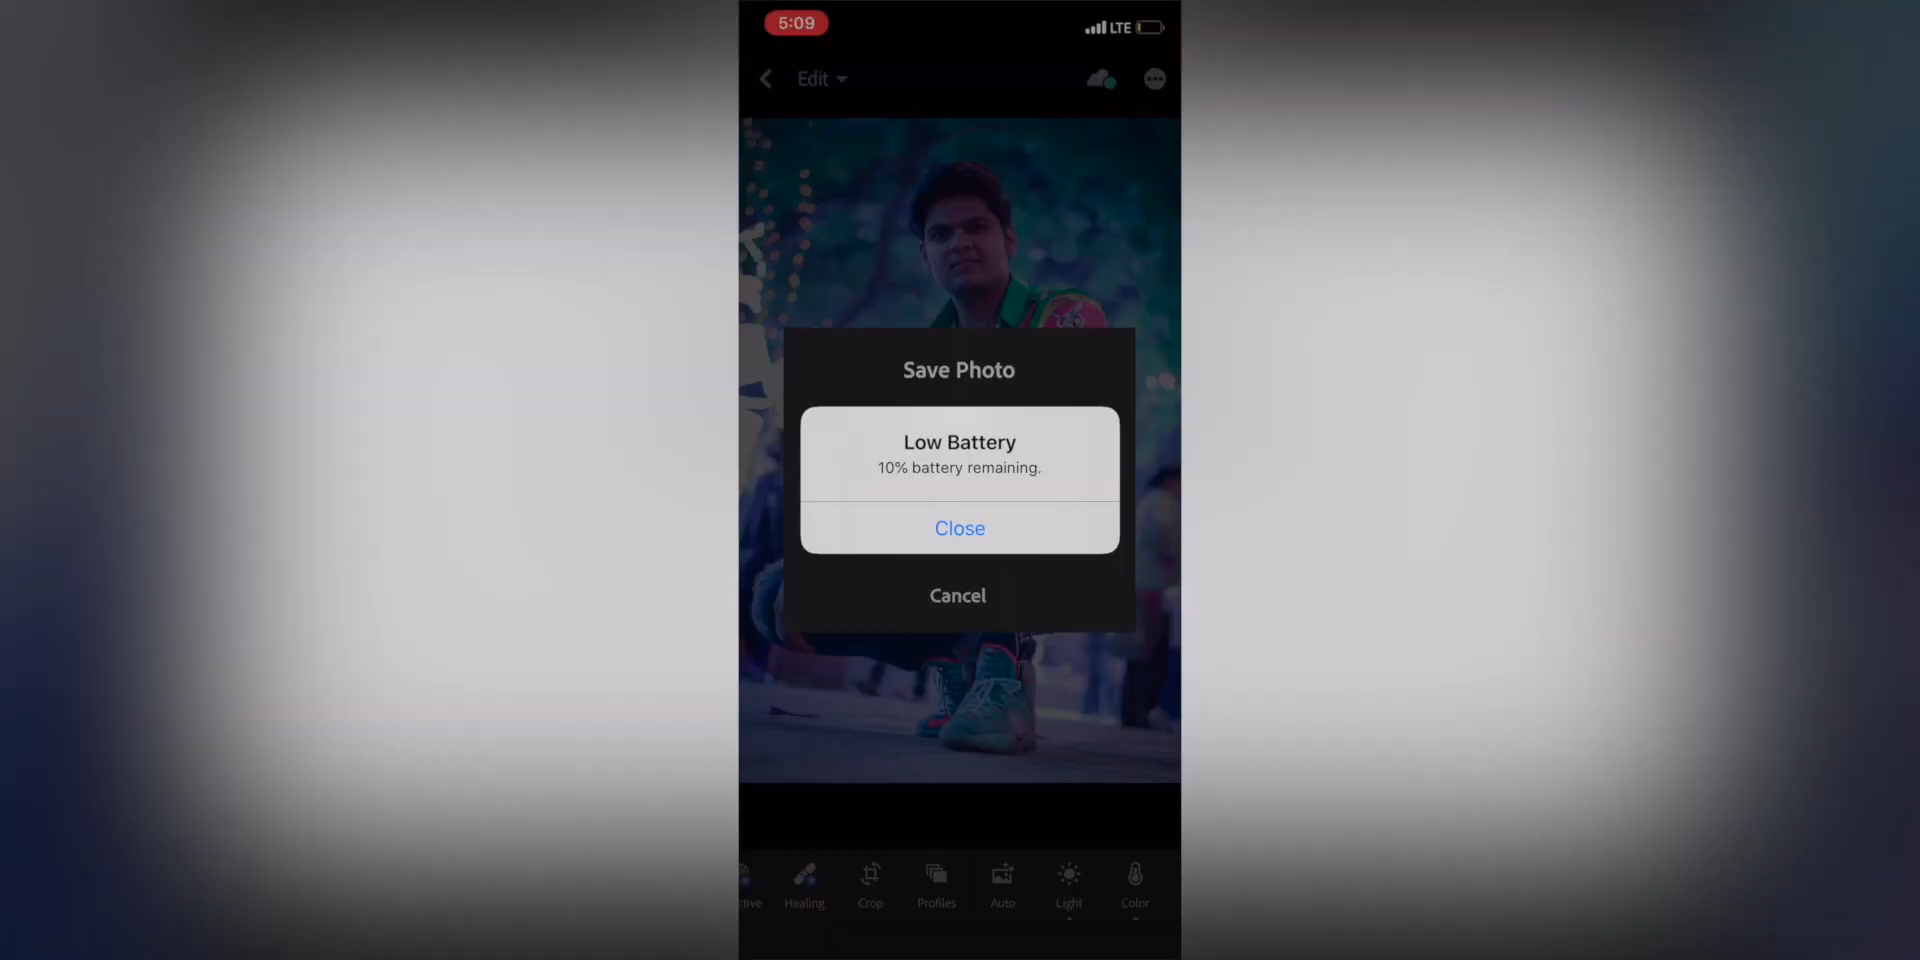 5:09
LTE
Edit
Save Photo
Low Battery
10% battery remaining.
Close
Cancel
ctive
Healing
Crop
Profiles
Auto
Light
Color